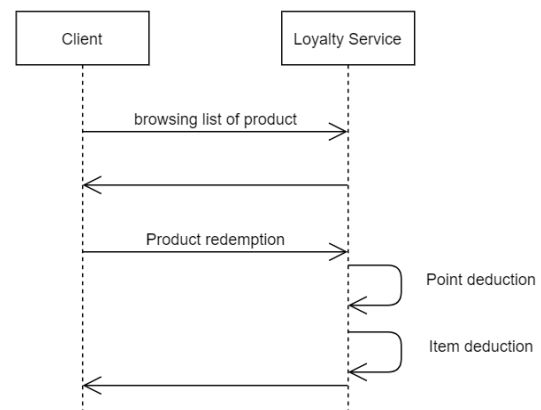 Client
Loyalty Service
browsing list of product
Product redemption
Point deduction
Item deduction